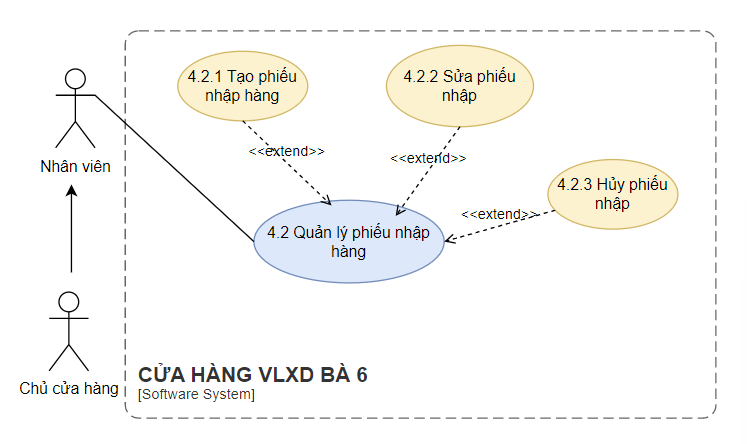 4.2.1 Tạo phiếu
nhập hàng
4.2.2 Sửa phiếu
nhập
<<extend>>
<<extend>>
Nhân viên
4.2.3 Hủy phiếu
nhập
<<extend>>
4.2 Quản lý phiếu nhập
hàng
Chủ cửa hàng
CỬA HÀNG VLXD BÀ 6
[Software System]